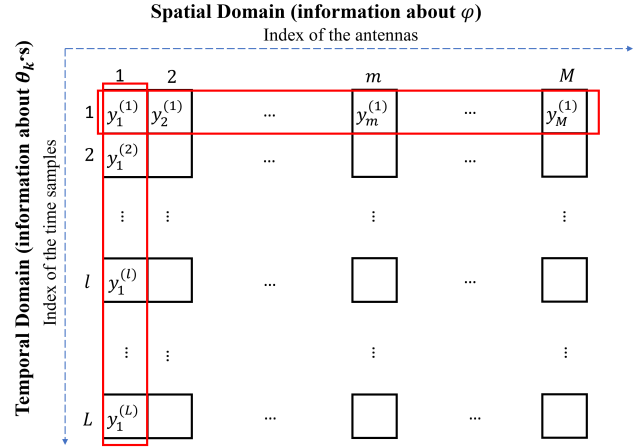 Spatial Domain (information about φ)
Index of the antennas
Temporal Domain (information about θₖ's)
Index of the time samples
1 2 m M
1 y₁⁽¹⁾ y₂⁽¹⁾ ... yₘ⁽¹⁾ ... y_M⁽¹⁾
2 y₁⁽²⁾ ... ...
⋮ ⋮ ⋮ ⋮
l y₁⁽ˡ⁾ ... ...
⋮ ⋮ ⋮ ⋮
L y₁⁽ᴸ⁾ ... ...